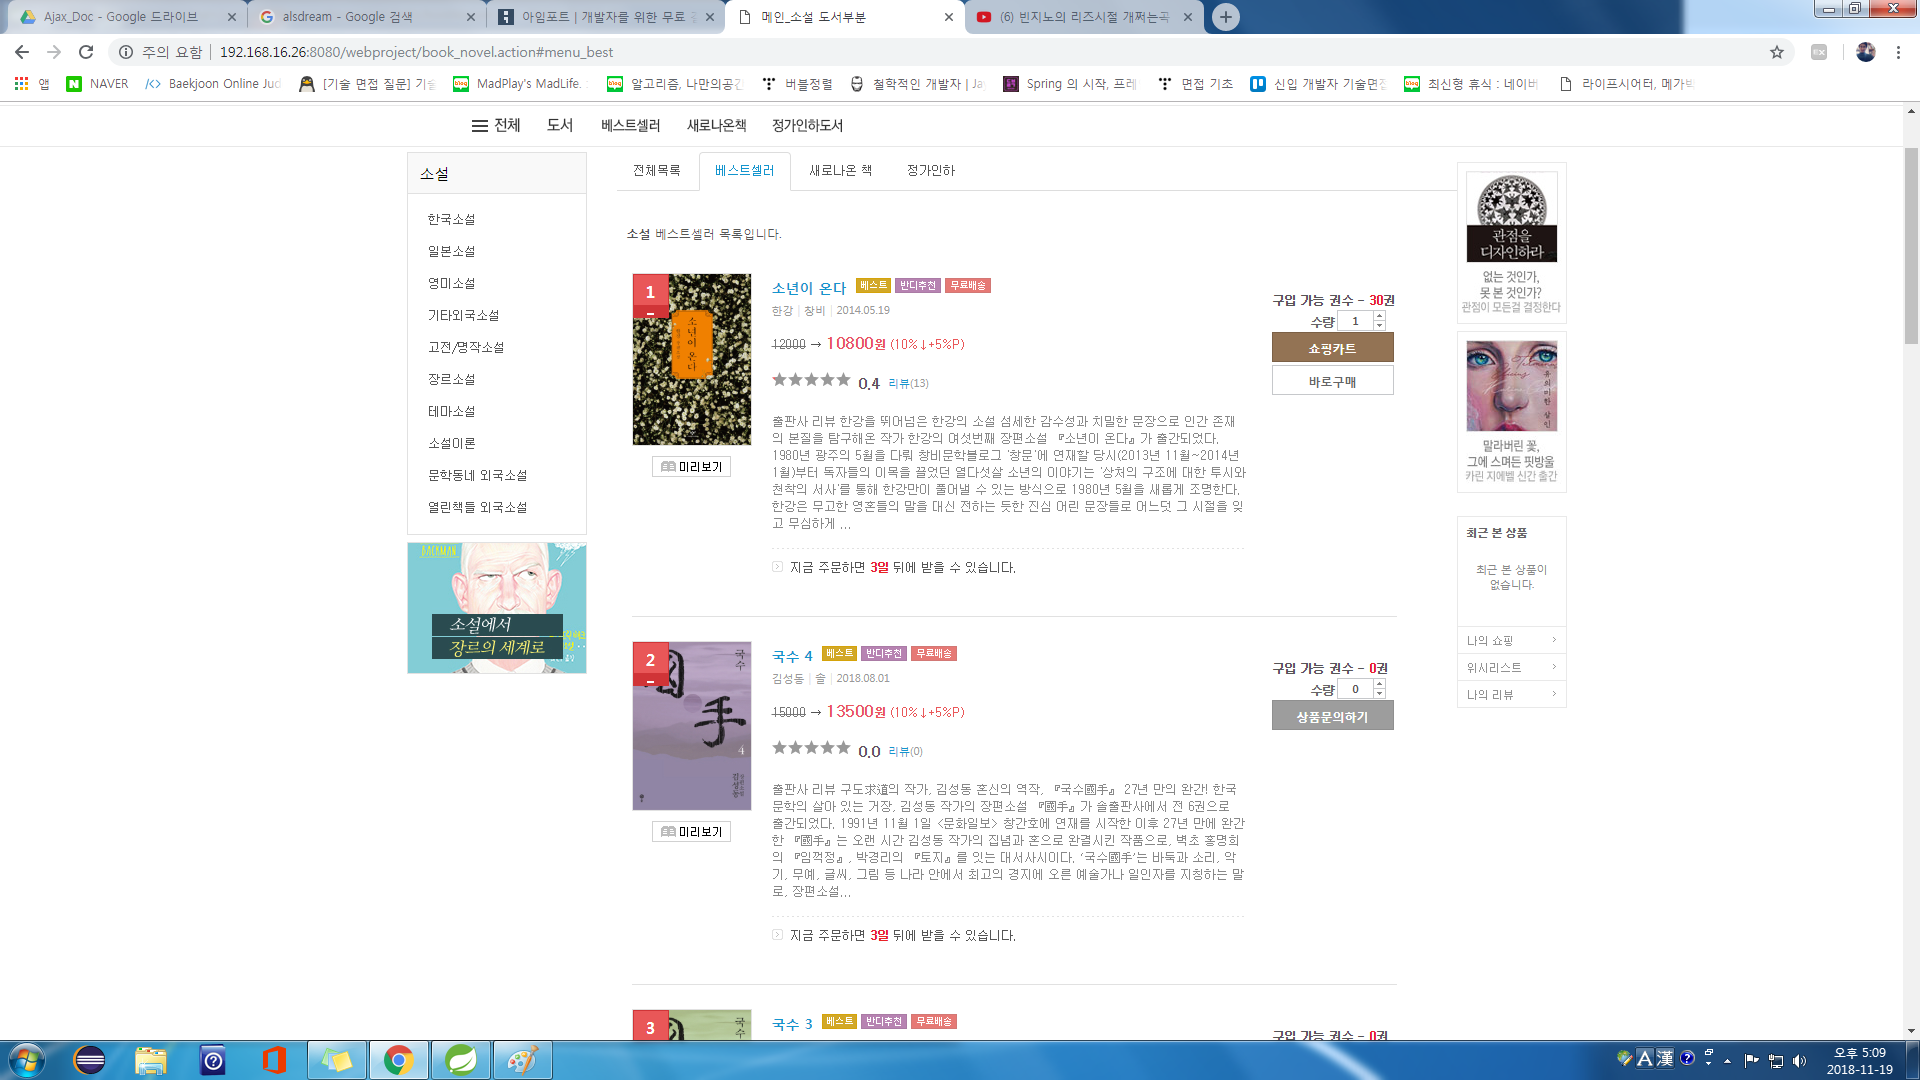 Ajax_Doc - Google 드라이브
alsdream - Google 검색
아임포트 | 개발자를 위한 무료
메인_소설 도서부분
(6) 빈지노의 리즈시절 개쩌는곡
주의 요함 | 192.168.16.26:8080/webproject/book_novel.action#menu_best
앱
NAVER
Baekjoon Online Jud
[기술 면접 질문] 기술
MadPlay's MadLife.
알고리즘, 나만의공간
버블정렬
철학적인 개발자 | Ja
Spring 의 시작, 프레
면접 기초
신입 개발자 기술면접
최신형 휴식 : 네이버
라이프시어터, 메가박
전체 도서 베스트셀러 새로나온책 정가인하도서
소설
한국소설
일본소설
영미소설
기타외국소설
고전/명작소설
장르소설
테마소설
소설이론
문학동네 외국소설
열린책들 외국소설
BACKMAN
소설에서
장르의 세계로
전체목록 베스트셀러 새로나온 책 정가인하
소설 베스트셀러 목록입니다.
1
소년이 온다
미리보기
소년이 온다 베스트 반디추천 무료배송
한강 | 창비 | 2014.05.19
12000 → 10800원 (10%↓+5%P)
★★★★★ 0.4 리뷰(13)
출판사 리뷰 한강을 뛰어넘은 한강의 소설 섬세한 감수성과 치밀한 문장으로 인간 존재
의 본질을 탐구해온 작가 한강의 여섯번째 장편소설 『소년이 온다』가 출간되었다.
1980년 광주의 5월을 다뤄 창비문학블로그 ‘창문’에 연재할 당시(2013년 11월~2014년
1월)부터 독자들의 이목을 끌었던 열다섯살 소년의 이야기는 ‘상처의 구조에 대한 투시와
천착의 서사’를 통해 한강만이 풀어낼 수 있는 방식으로 1980년 5월을 새롭게 조명한다.
한강은 무고한 영혼들의 말을 대신 전하는 듯한 진심 어린 문장들로 어느덧 그 시절을 잊
고 무심하게 ...
지금 주문하면 3일 뒤에 받을 수 있습니다.
구입 가능 권수 - 30권
수량 1
쇼핑카트
바로구매
2
국수
手
4
김성동
미리보기
국수 4 베스트 반디추천 무료배송
김성동 | 솔 | 2018.08.01
15000 → 13500원 (10%↓+5%P)
★★★★★ 0.0 리뷰(0)
출판사 리뷰 구도求道의 작가, 김성동 혼신의 역작, 『국수國手』 27년 만의 완간! 한국
문학의 살아 있는 거장, 김성동 작가의 장편소설 『國手』가 솔출판사에서 전 6권으로
출간되었다. 1991년 11월 1일 <문화일보> 창간호에 연재를 시작한 이후 27년 만에 완간
한 『國手』는 오랜 시간 김성동 작가의 집념과 혼으로 완결시킨 작품으로, 벽초 홍명희
의 『임꺽정』, 박경리의 『토지』를 잇는 대서사시이다. ‘국수國手’는 바둑과 소리, 악
기, 무예, 글씨, 그림 등 나라 안에서 최고의 경지에 오른 예술가나 일인자를 지칭하는 말
로, 장편소설...
지금 주문하면 3일 뒤에 받을 수 있습니다.
구입 가능 권수 - 0권
수량 0
상품문의하기
3
국수
국수 3 베스트 반디추천 무료배송
구입 가능 권수 - 0권
관점을
디자인하라
없는 것인가,
못 본 것인가?
관점이 모든걸 결정한다
유의미한 살인
말라버린 꽃,
그에 스며든 핏방울
카린 지에벨 신간 출간
최근 본 상품
최근 본 상품이
없습니다.
나의 쇼핑
위시리스트
나의 리뷰
A 漢
오후 5:09
2018-11-19